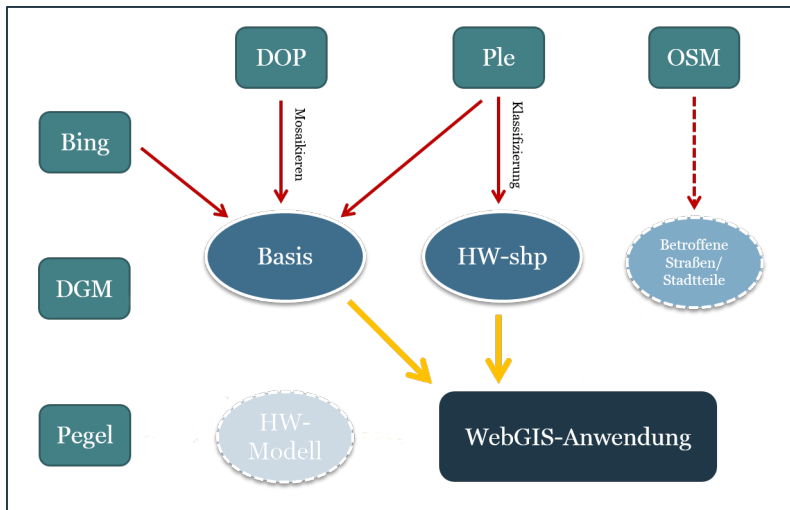 DOP
Ple
OSM
Bing
Mosaikieren
Klassifizierung
Basis
HW-shp
Betroffene
Straßen/
Stadtteile
DGM
Pegel
HW-
Modell
WebGIS-Anwendung